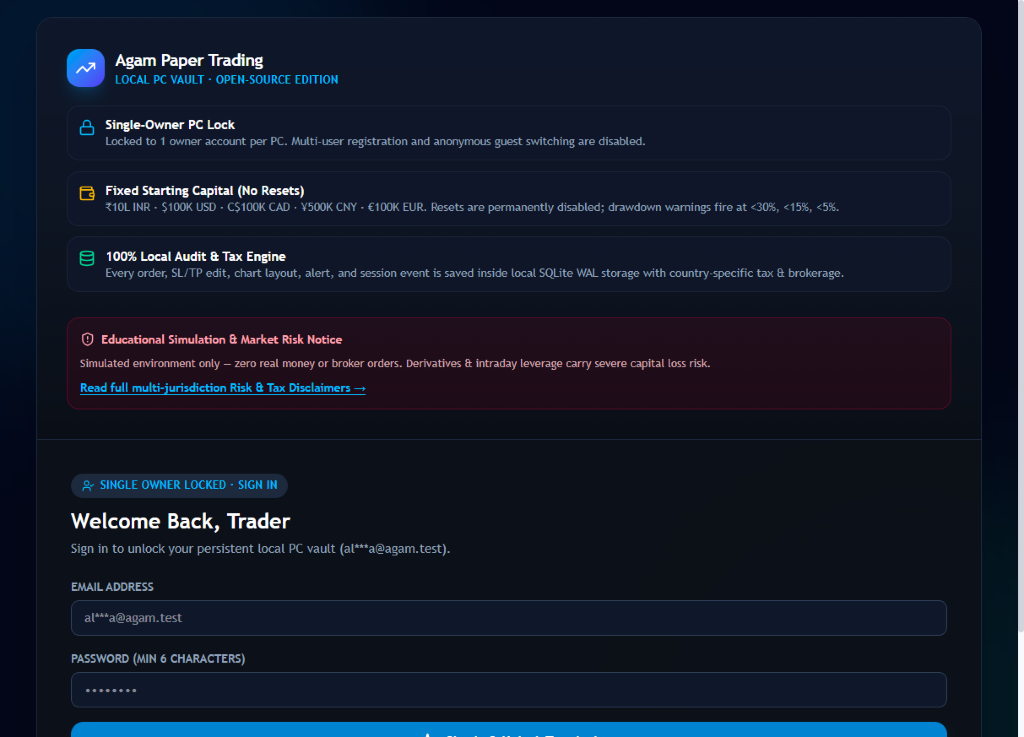 Agam Paper Trading
LOCAL PC VAULT · OPEN-SOURCE EDITION
Single-Owner PC Lock
Locked to 1 owner account per PC. Multi-user registration and anonymous guest switching are disabled.
Fixed Starting Capital (No Resets)
₹10L INR · $100K USD · C$100K CAD · ¥500K CNY · €100K EUR. Resets are permanently disabled; drawdown warnings fire at <30%, <15%, <5%.
100% Local Audit & Tax Engine
Every order, SL/TP edit, chart layout, alert, and session event is saved inside local SQLite WAL storage with country-specific tax & brokerage.
Educational Simulation & Market Risk Notice
Simulated environment only — zero real money or broker orders. Derivatives & intraday leverage carry severe capital loss risk.
Read full multi-jurisdiction Risk & Tax Disclaimers →
SINGLE OWNER LOCKED · SIGN IN
Welcome Back, Trader
Sign in to unlock your persistent local PC vault (al***a@agam.test).
EMAIL ADDRESS
al***a@agam.test
PASSWORD (MIN 6 CHARACTERS)
••••••••